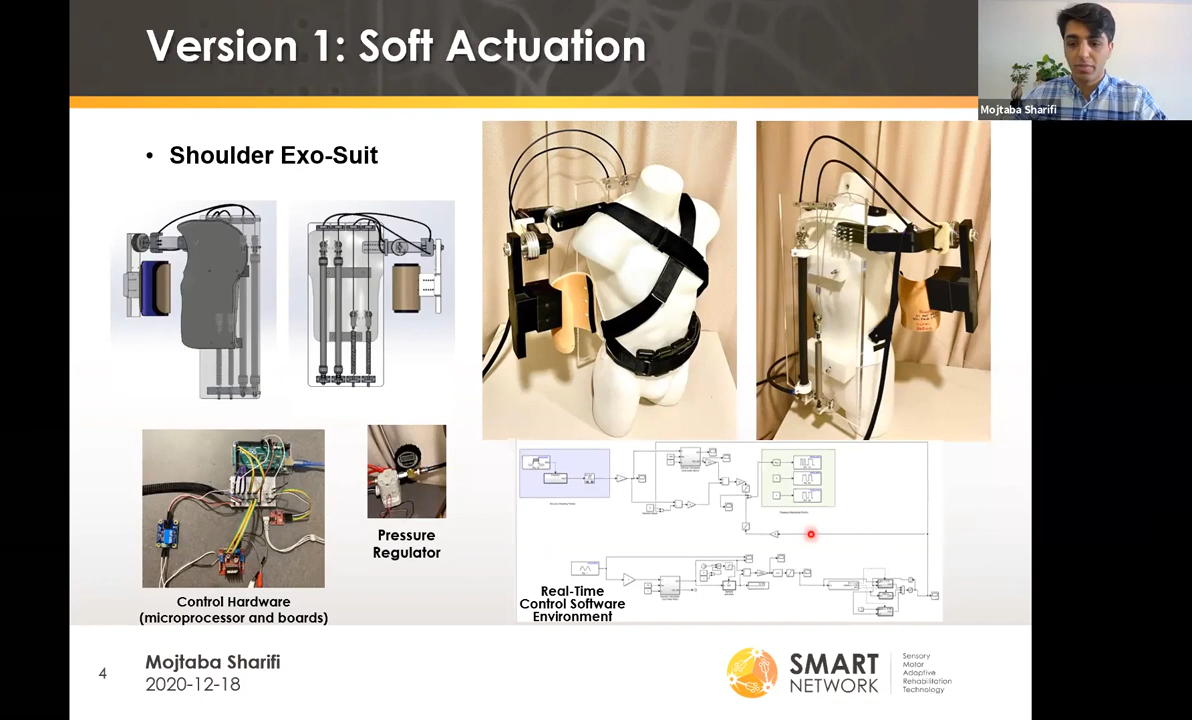 Version 1: Soft Actuation
Mojtaba Sharifi
• Shoulder Exo-Suit
Pressure
Regulator
Control Hardware
(microprocessor and boards)
Real-Time
Control Software
Environment
4
Mojtaba Sharifi
2020-12-18
SMART
NETWORK
Sensory
Motor
Adaptive
Rehabilitation
Technology